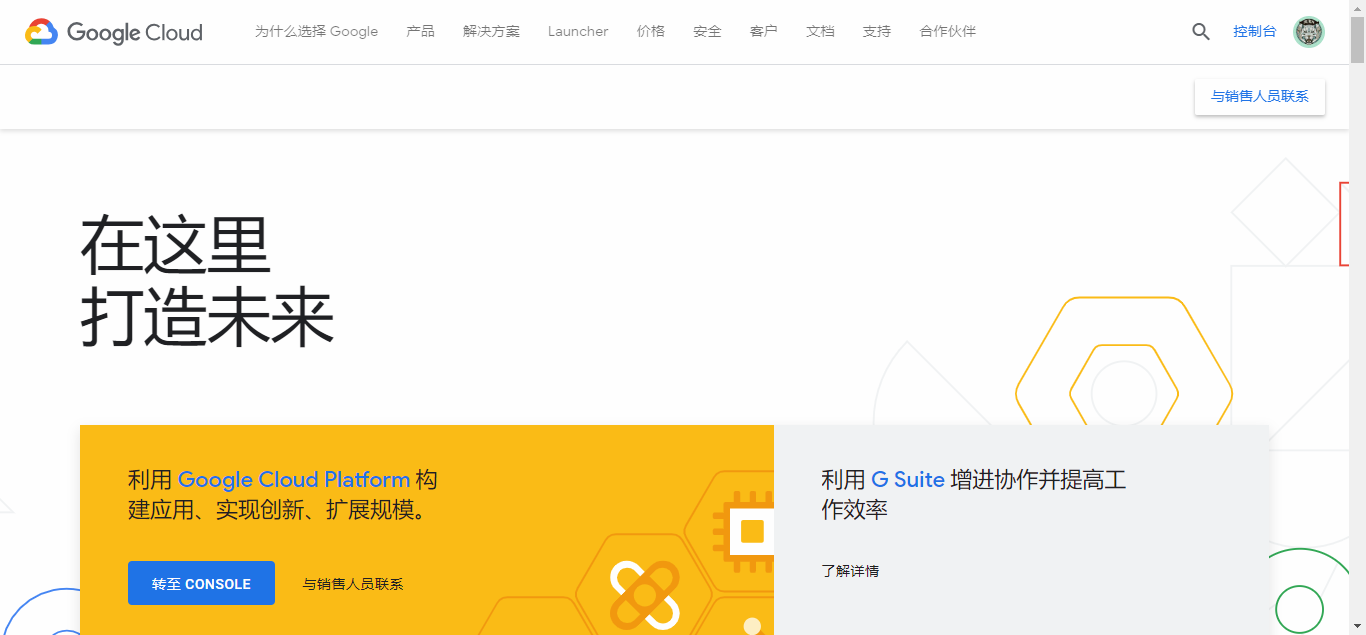 Google Cloud
为什么选择 Google
产品
解决方案
Launcher
价格
安全
客户
文档
支持
合作伙伴
控制台
与销售人员联系
在这里
打造未来
利用 Google Cloud Platform 构
建应用、实现创新、扩展规模。
转至 CONSOLE
与销售人员联系
利用 G Suite 增进协作并提高工
作效率
了解详情